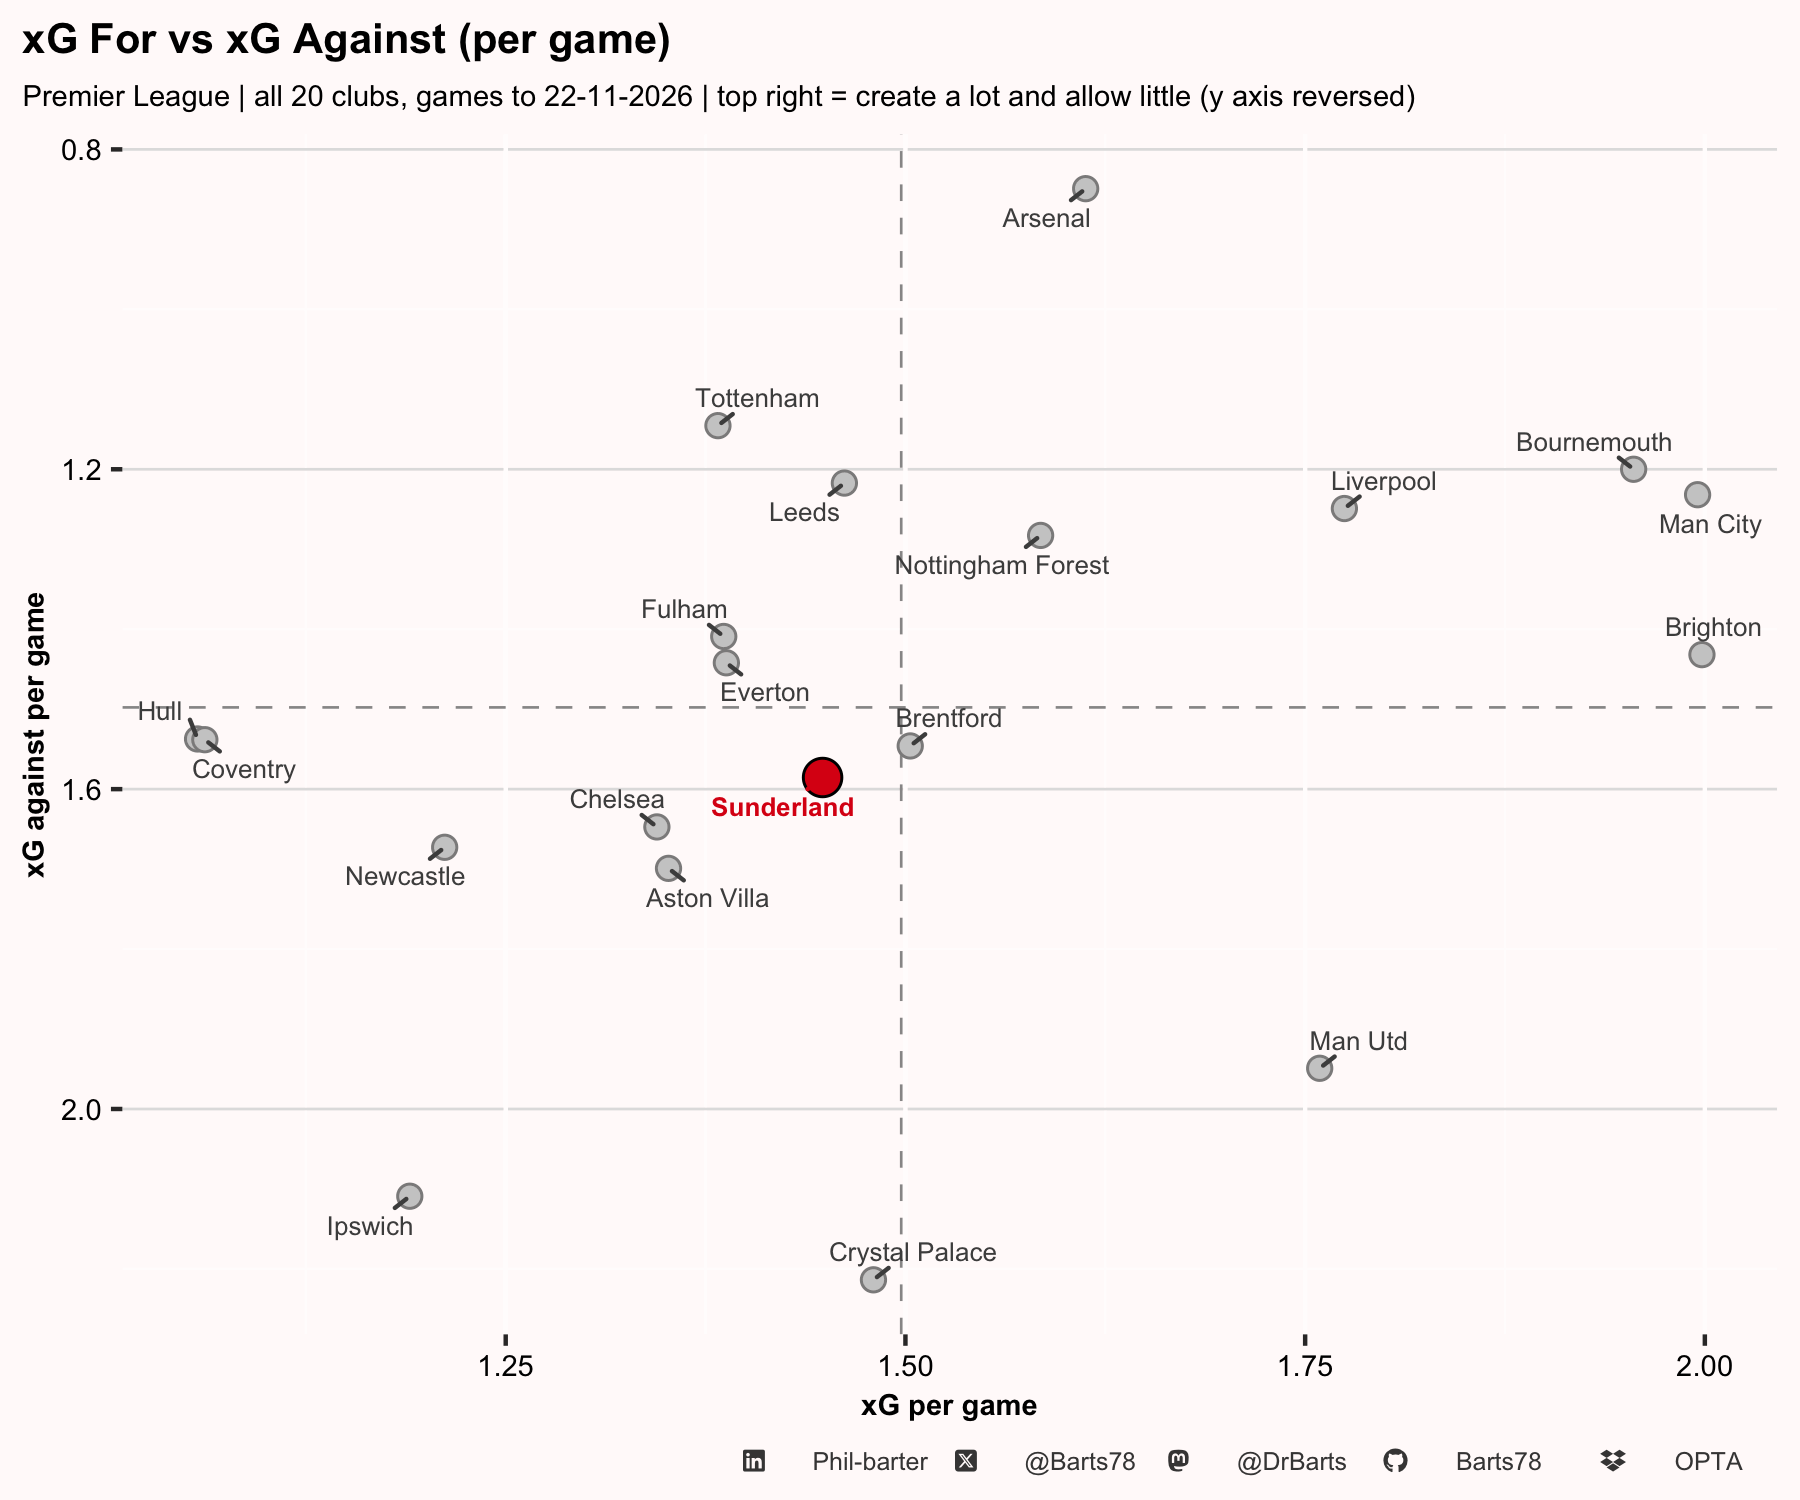 xG For vs xG Against (per game)
Premier League | all 20 clubs, games to 22-11-2026 | top right = create a lot and allow little (y axis reversed)
0.8
Arsenal
Tottenham
Bournemouth
1.2
Liverpool
Leeds
Man City
Nottingham Forest
Fulham
Brighton
Everton
Hull
Brentford
Coventry
1.6
Chelsea
Sunderland
Newcastle
Aston Villa
xG against per game
Man Utd
2.0
Ipswich
Crystal Palace
1.25 1.50 1.75 2.00
xG per game
Phil-barter @Barts78 @DrBarts Barts78 OPTA